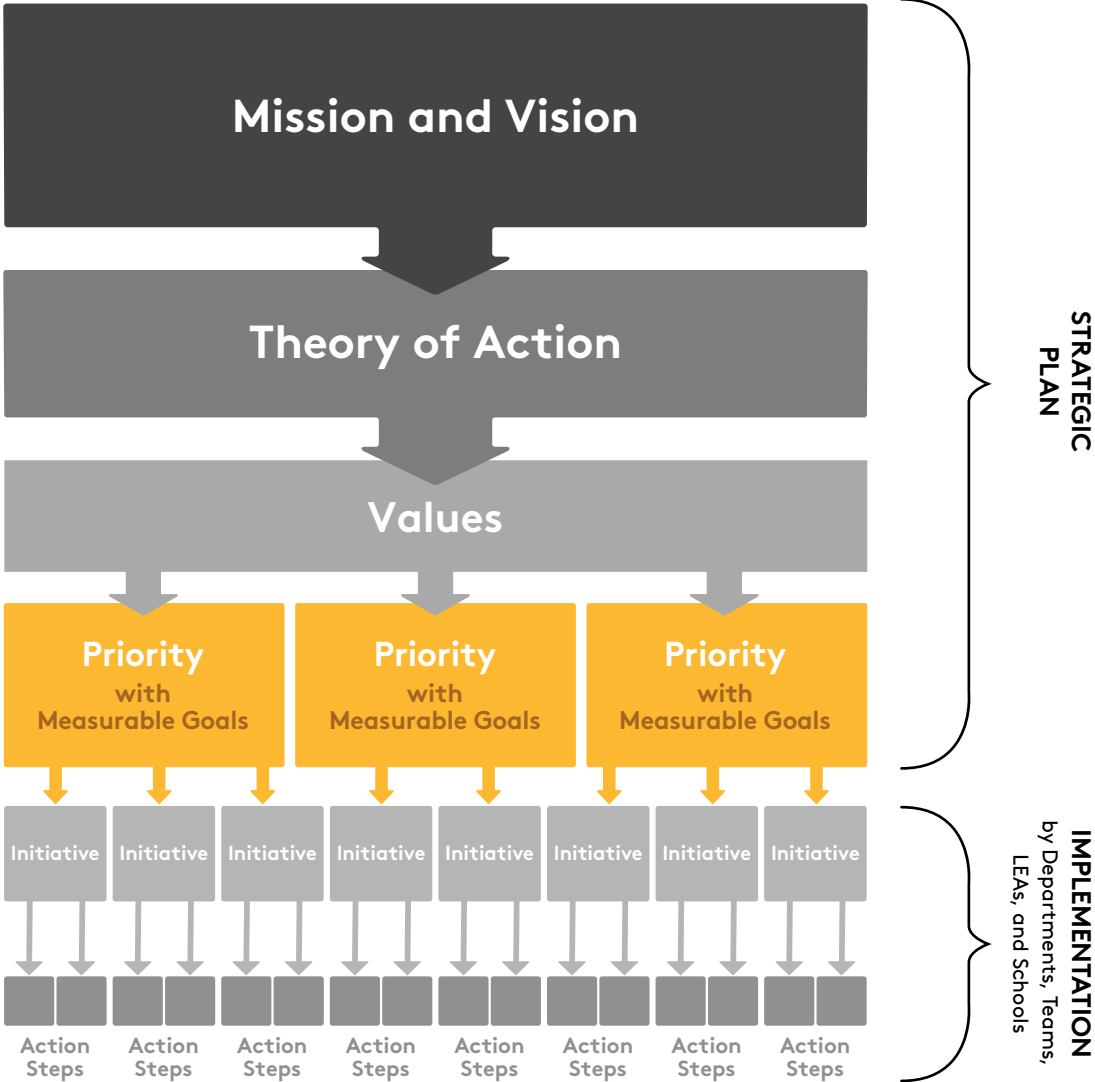 Mission and Vision
Theory of Action
Values
Priority
with
Measurable Goals
Priority
with
Measurable Goals
Priority
with
Measurable Goals
Initiative
Initiative
Initiative
Initiative
Initiative
Initiative
Initiative
Initiative
Action
Steps
Action
Steps
Action
Steps
Action
Steps
Action
Steps
Action
Steps
Action
Steps
Action
Steps
STRATEGIC
PLAN
IMPLEMENTATION
by Departments, Teams,
LEAs, and Schools